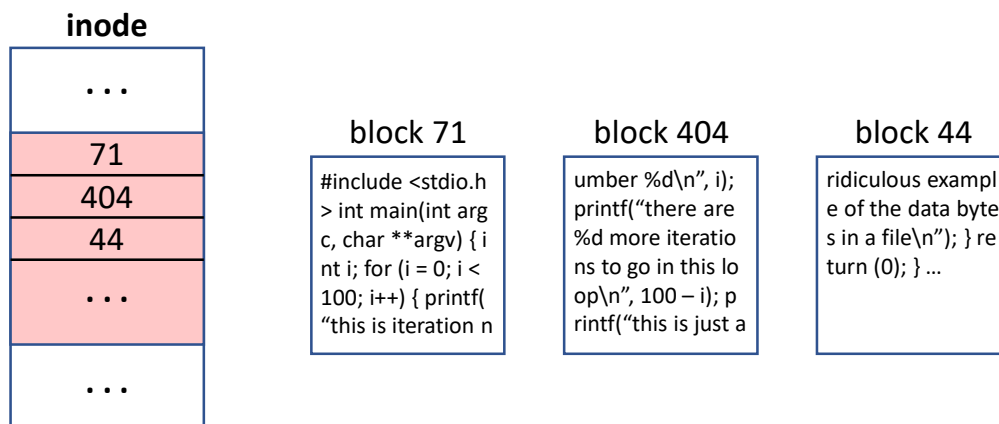 inode
...
71
404
44
...
...
block 71
#include <stdio.h
> int main(int arg
c, char **argv) { i
nt i; for (i = 0; i <
100; i++) { printf(
“this is iteration n
block 404
umber %d\n”, i);
printf(“there are
%d more iteratio
ns to go in this lo
op\n”, 100 – i); p
rintf(“this is just a
block 44
ridiculous exampl
e of the data byte
s in a file\n”); } re
turn (0); } ...